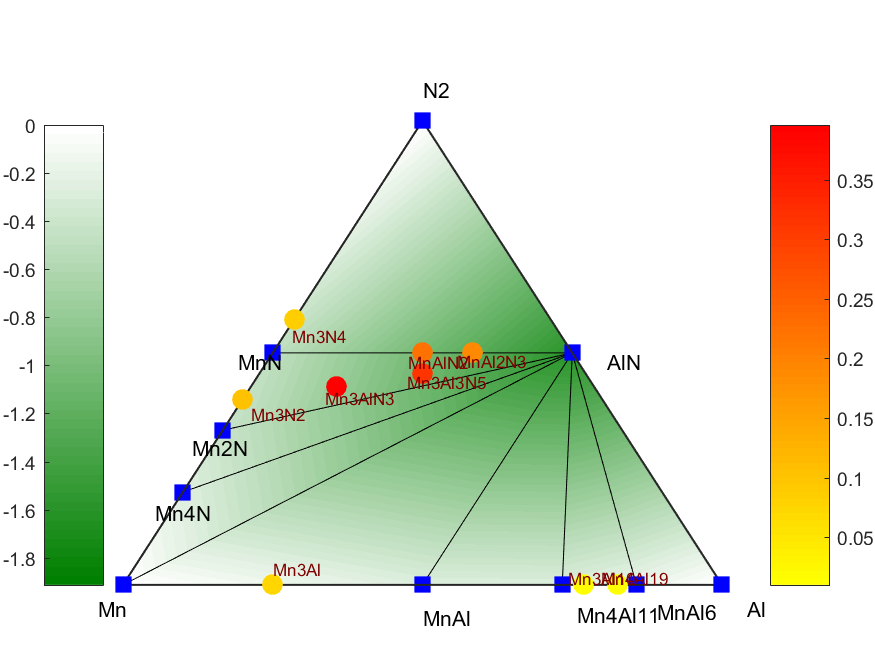 N2
0
-0.2
-0.4
-0.6
-0.8
-1
-1.2
-1.4
-1.6
-1.8
0.35
0.3
0.25
0.2
0.15
0.1
0.05
Mn3N4
MnN
MnAlN2
MnAl2N3
AlN
Mn3Al3N5
Mn3AlN3
Mn3N2
Mn2N
Mn4N
Mn3Al
Mn
MnAl
Mn4Al11
MnAl6
Al